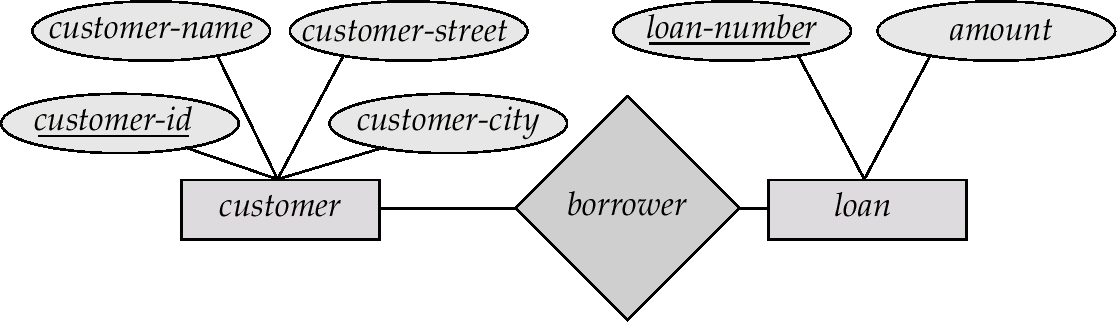 customer-name
customer-street
loan-number
amount
customer-id
customer-city
customer
borrower
loan